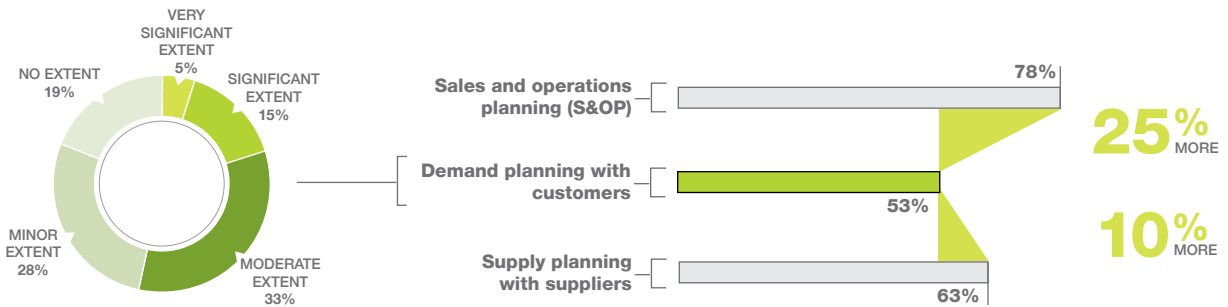 VERY
SIGNIFICANT
EXTENT
5%
SIGNIFICANT
EXTENT
15%
NO EXTENT
19%
MINOR
EXTENT
28%
MODERATE
EXTENT
33%
Sales and operations
planning (S&OP)
78%
Demand planning with
customers
53%
Supply planning
with suppliers
63%
25%
MORE
10%
MORE